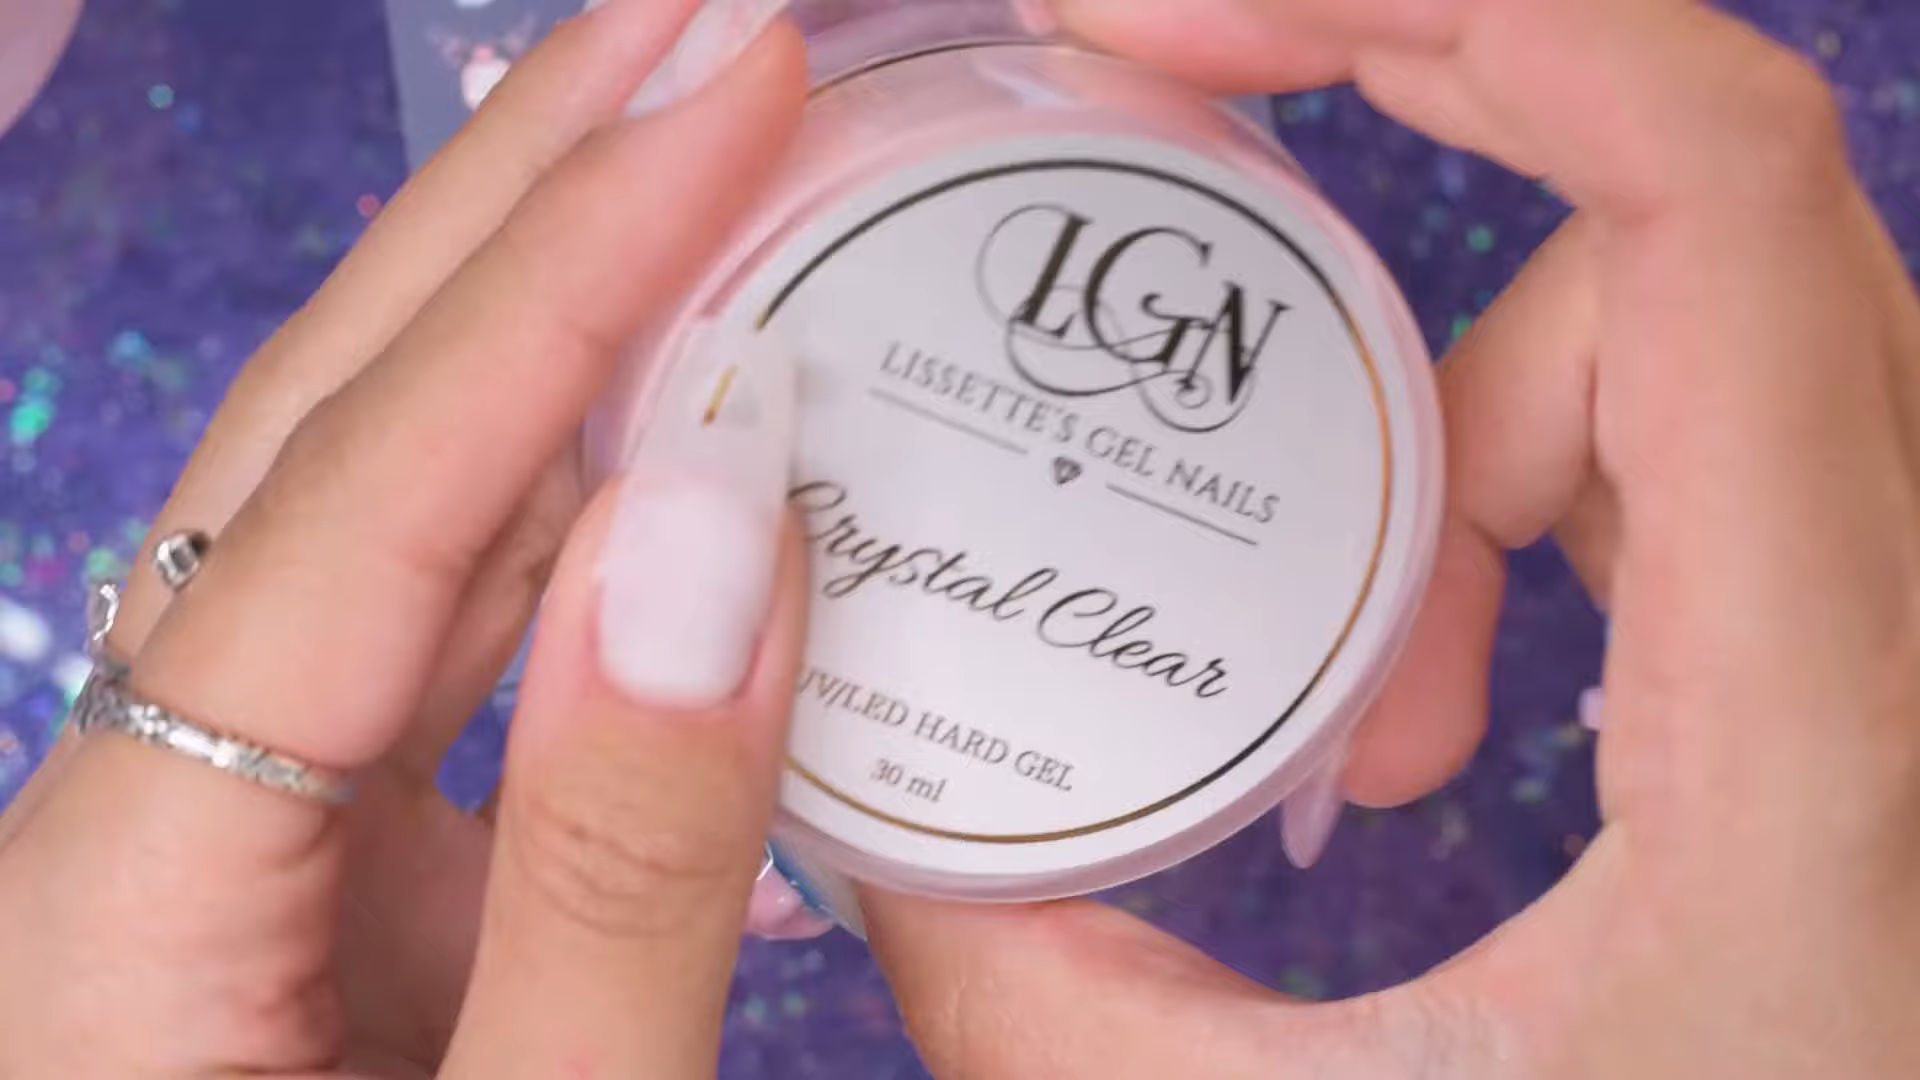 LGN
LISSETTE'S GEL NAILS
Crystal Clear
UV/LED HARD GEL
30 ml